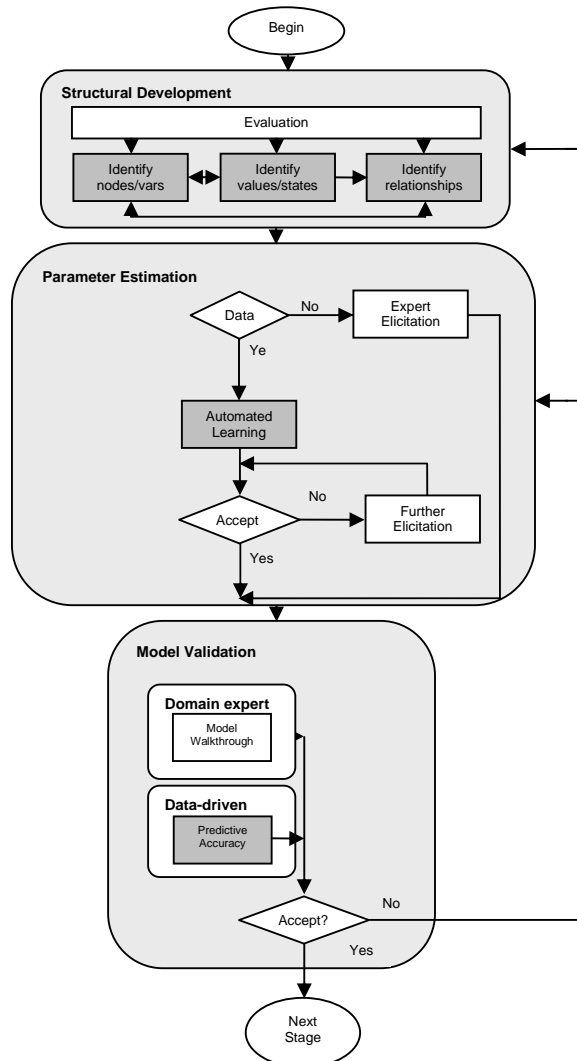 Begin
Structural Development
Evaluation
Identify
nodes/vars
Identify
values/states
Identify
relationships
Parameter Estimation
Data
No
Expert
Elicitation
Ye
Automated
Learning
No
Accept
Further
Elicitation
Yes
Model Validation
Domain expert
Model
Walkthrough
Data-driven
Predictive
Accuracy
Accept?
No
Yes
Next
Stage